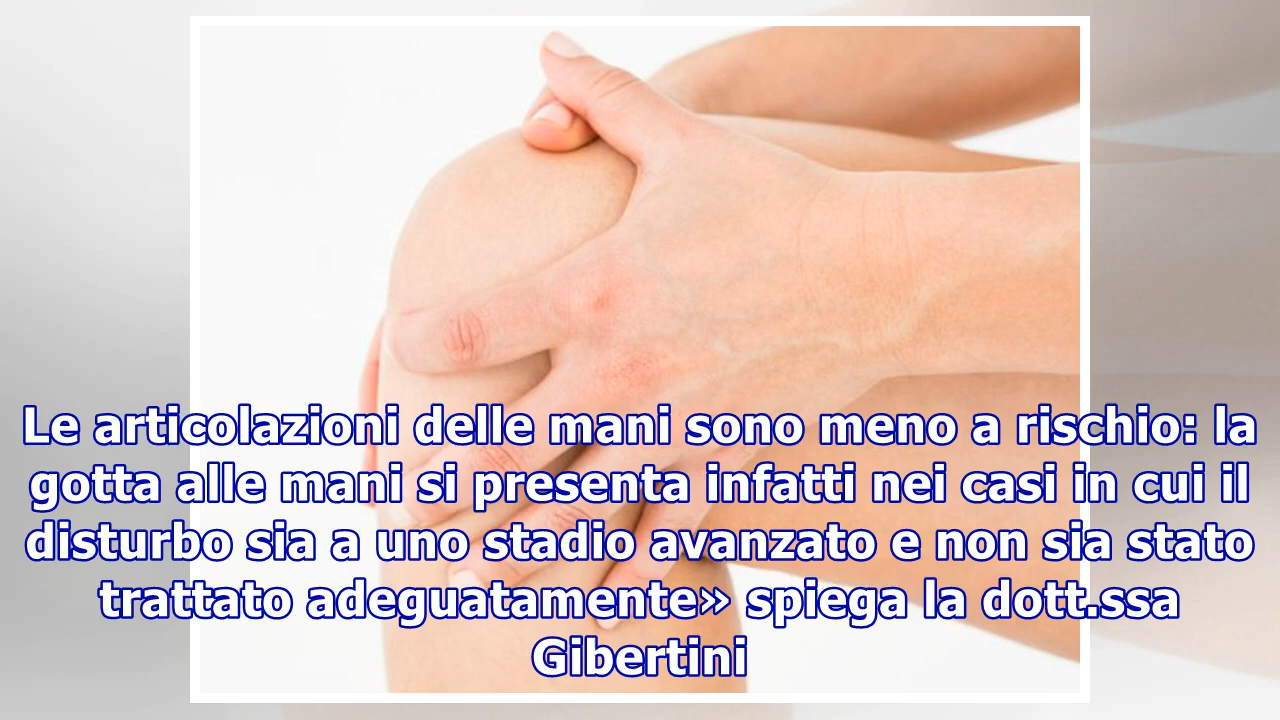 Le articolazioni delle mani sono meno a rischio: la
gotta alle mani si presenta infatti nei casi in cui il
disturbo sia a uno stadio avanzato e non sia stato
trattato adeguatamente» spiega la dott.ssa
Gibertini